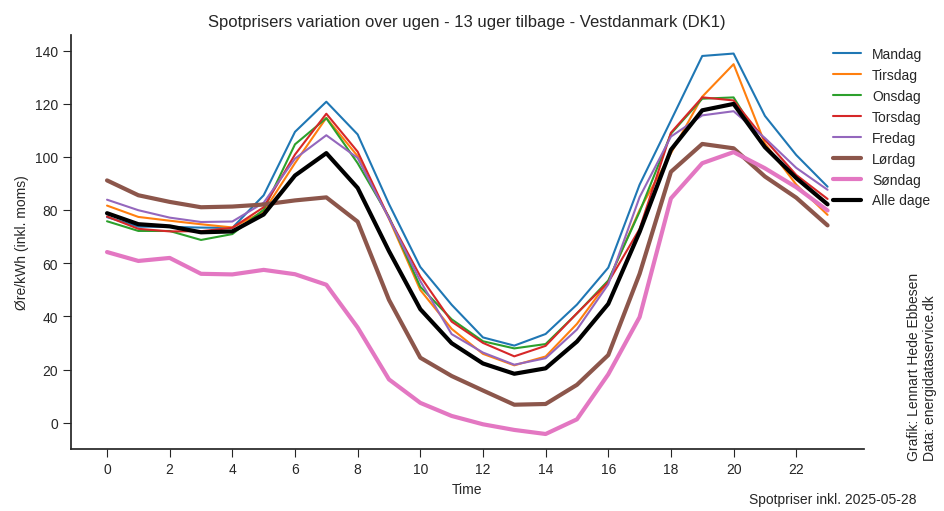 Spotprisers variation over ugen - 13 uger tilbage - Vestdanmark (DK1)
Øre/kWh (inkl. moms)
140
120
100
80
60
40
20
0
0 2 4 6 8 10 12 14 16 18 20 22
Time
Mandag
Tirsdag
Onsdag
Torsdag
Fredag
Lørdag
Søndag
Alle dage
Grafik: Lennart Hede Ebbesen
Data: energidataservice.dk
Spotpriser inkl. 2025-05-28